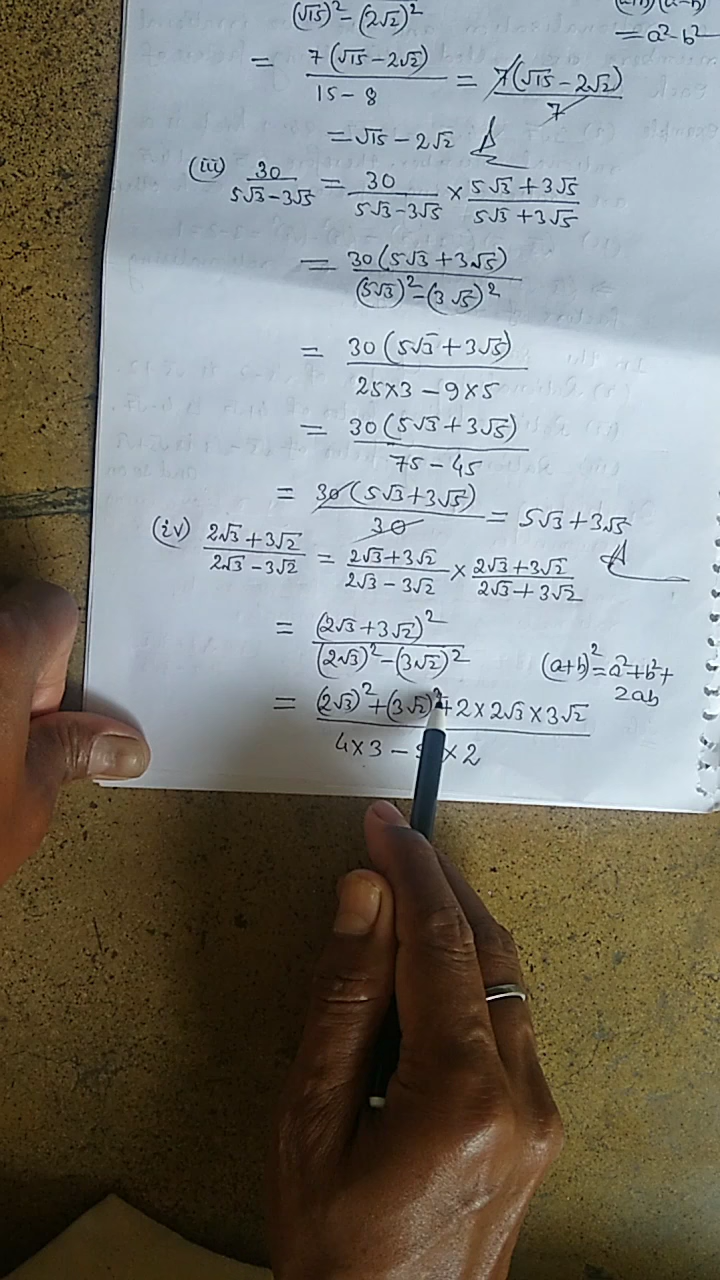 (√15)² - (2√2)²
= a² - b²
= 7(√15 - 2√2) / 15 - 8 = 7(√15 - 2√2) / 7
= √15 - 2√2
(iii) 30 / 5√3 - 3√5 = 30 / 5√3 - 3√5 × 5√3 + 3√5 / 5√3 + 3√5
= 30(5√3 + 3√5) / (5√3)² - (3√5)²
= 30(5√3 + 3√5) / 25×3 - 9×5
= 30(5√3 + 3√5) / 75 - 45
= 30(5√3 + 3√5) / 30 = 5√3 + 3√5
(iv) 2√3 + 3√2 / 2√3 - 3√2 = 2√3 + 3√2 / 2√3 - 3√2 × 2√3 + 3√2 / 2√3 + 3√2
= (2√3 + 3√2)² / (2√3)² - (3√2)²
(a+b)² = a² + b² +
2ab
= (2√3)² + (3√2)² + 2 × 2√3 × 3√2 / 4×3 - × 2